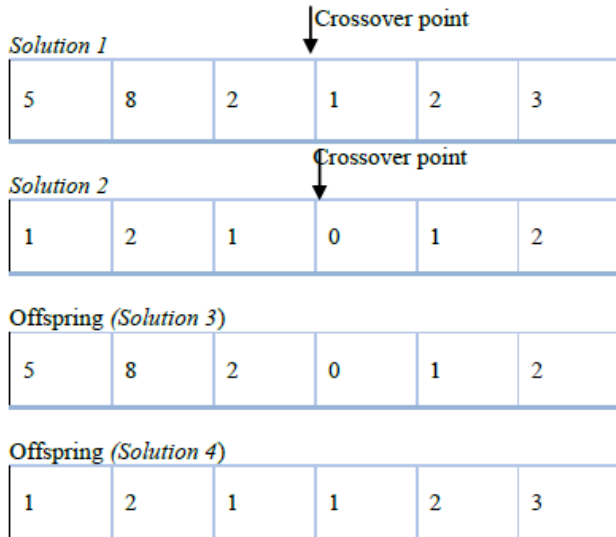 Crossover point
Solution 1
5 8 2 1 2 3
Crossover point
Solution 2
1 2 1 0 1 2
Offspring (Solution 3)
5 8 2 0 1 2
Offspring (Solution 4)
1 2 1 1 2 3